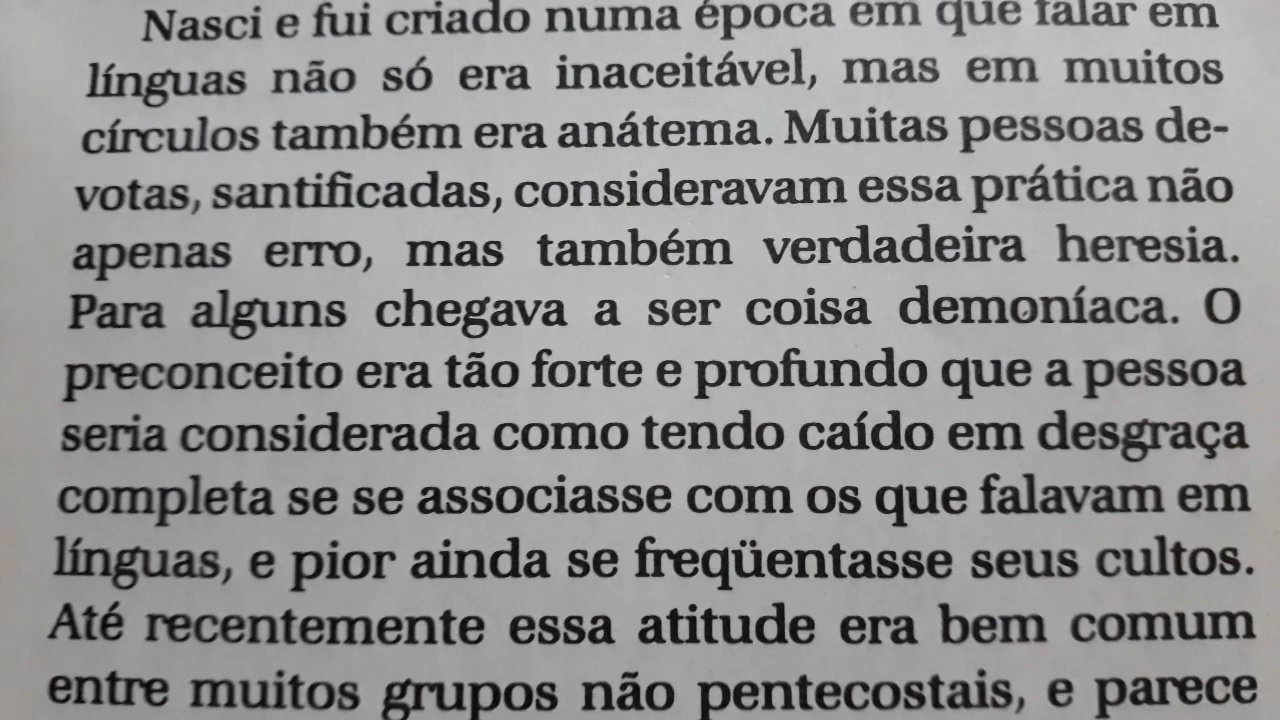 Nasci e fui criado numa época em que falar em
línguas não só era inaceitável, mas em muitos
círculos também era anátema. Muitas pessoas de-
votas, santificadas, consideravam essa prática não
apenas erro, mas também verdadeira heresia.
Para alguns chegava a ser coisa demoníaca. O
preconceito era tão forte e profundo que a pessoa
seria considerada como tendo caído em desgraça
completa se se associasse com os que falavam em
línguas, e pior ainda se freqüentasse seus cultos.
Até recentemente essa atitude era bem comum
entre muitos grupos não pentecostais, e parece